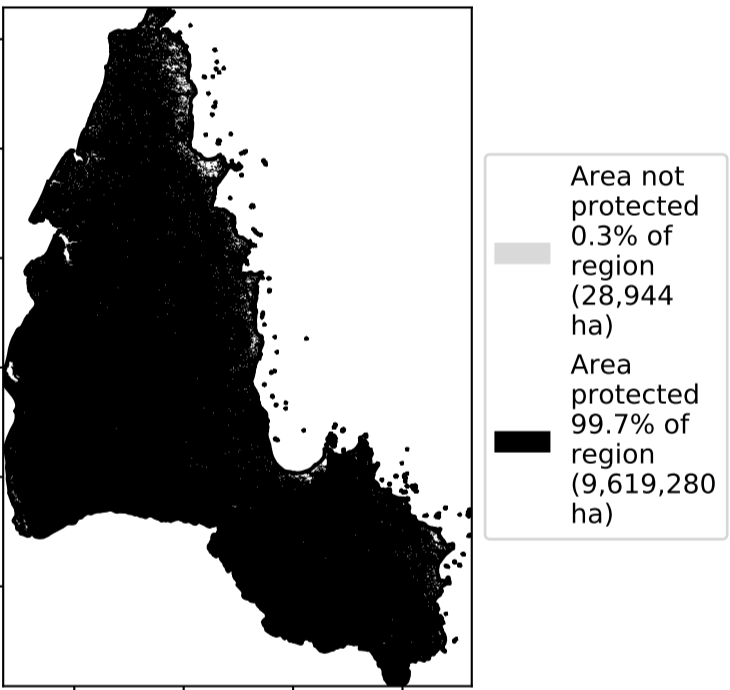 Area not
protected
0.3% of
region
(28,944
ha)
Area
protected
99.7% of
region
(9,619,280
ha)